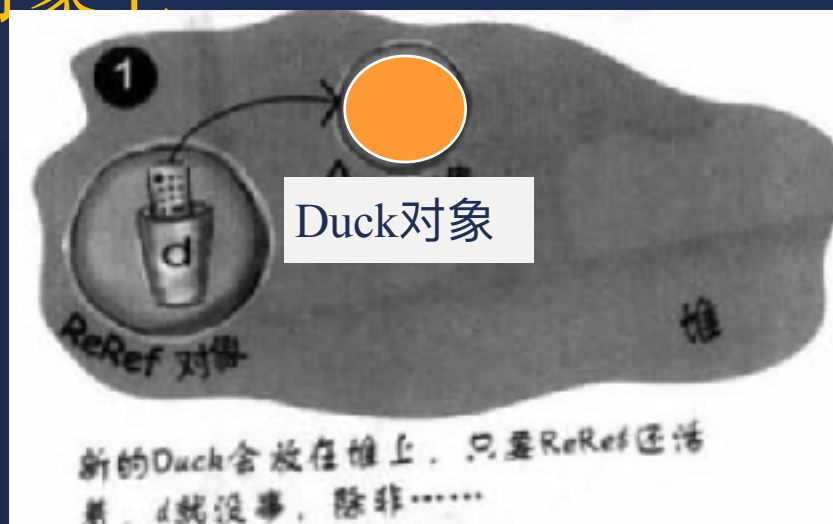 1
Duck对象
d
ReRef 对像
堆
新的Duck会放在堆上，只要ReRef还活
着，d就没事，除非……